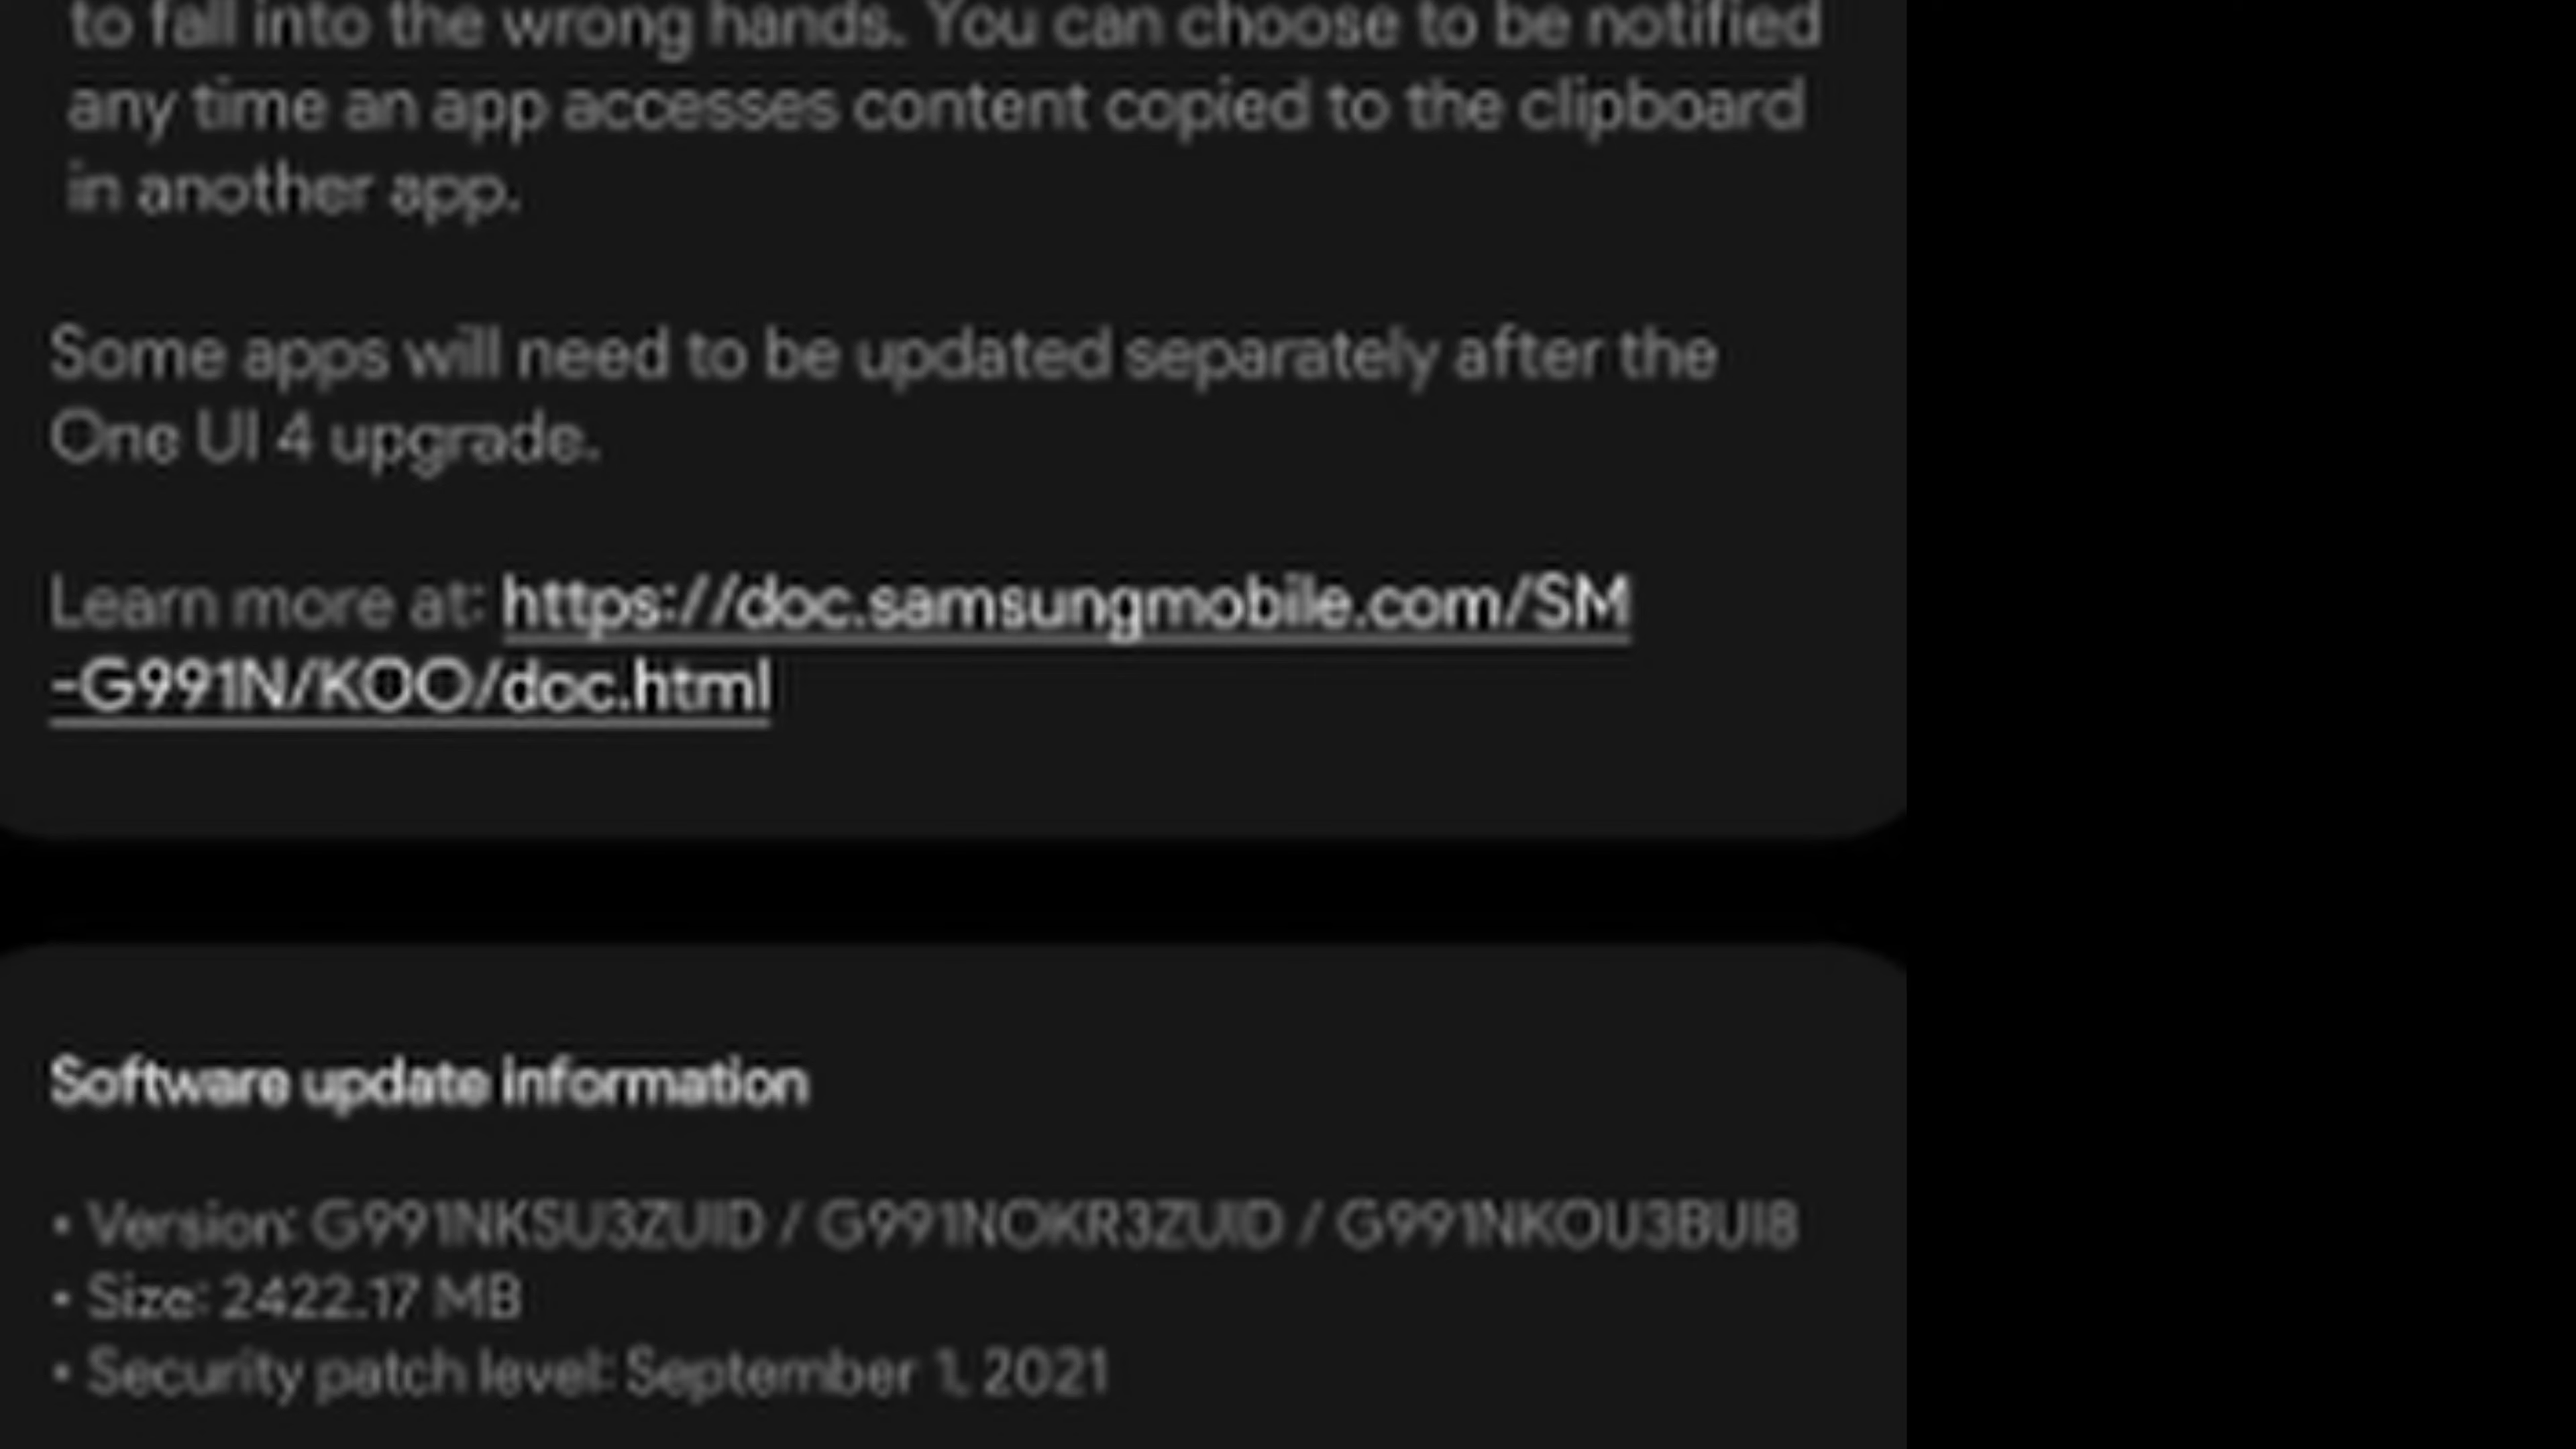 to fall into the wrong hands. You can choose to be notified
any time an app accesses content copied to the clipboard
in another app.
Some apps will need to be updated separately after the
One UI 4 upgrade.
Learn more at: https://doc.samsungmobile.com/SM
-G991N/KOO/doc.html
Software update information
• Version: G991NKSU3ZUID / G991NOKR3ZUID / G991NKOU3BUI8
• Size: 2422.17 MB
• Security patch level: September 1, 2021